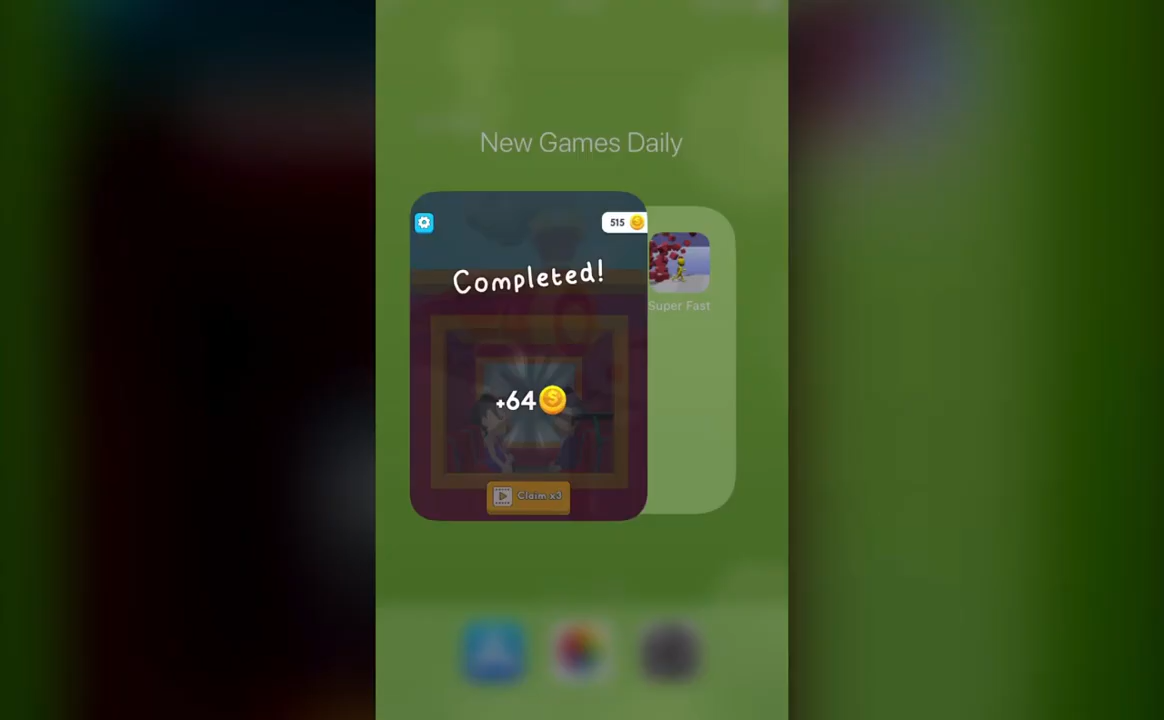 New Games Daily
515
Completed!
Super Fast
+64
Claim x3